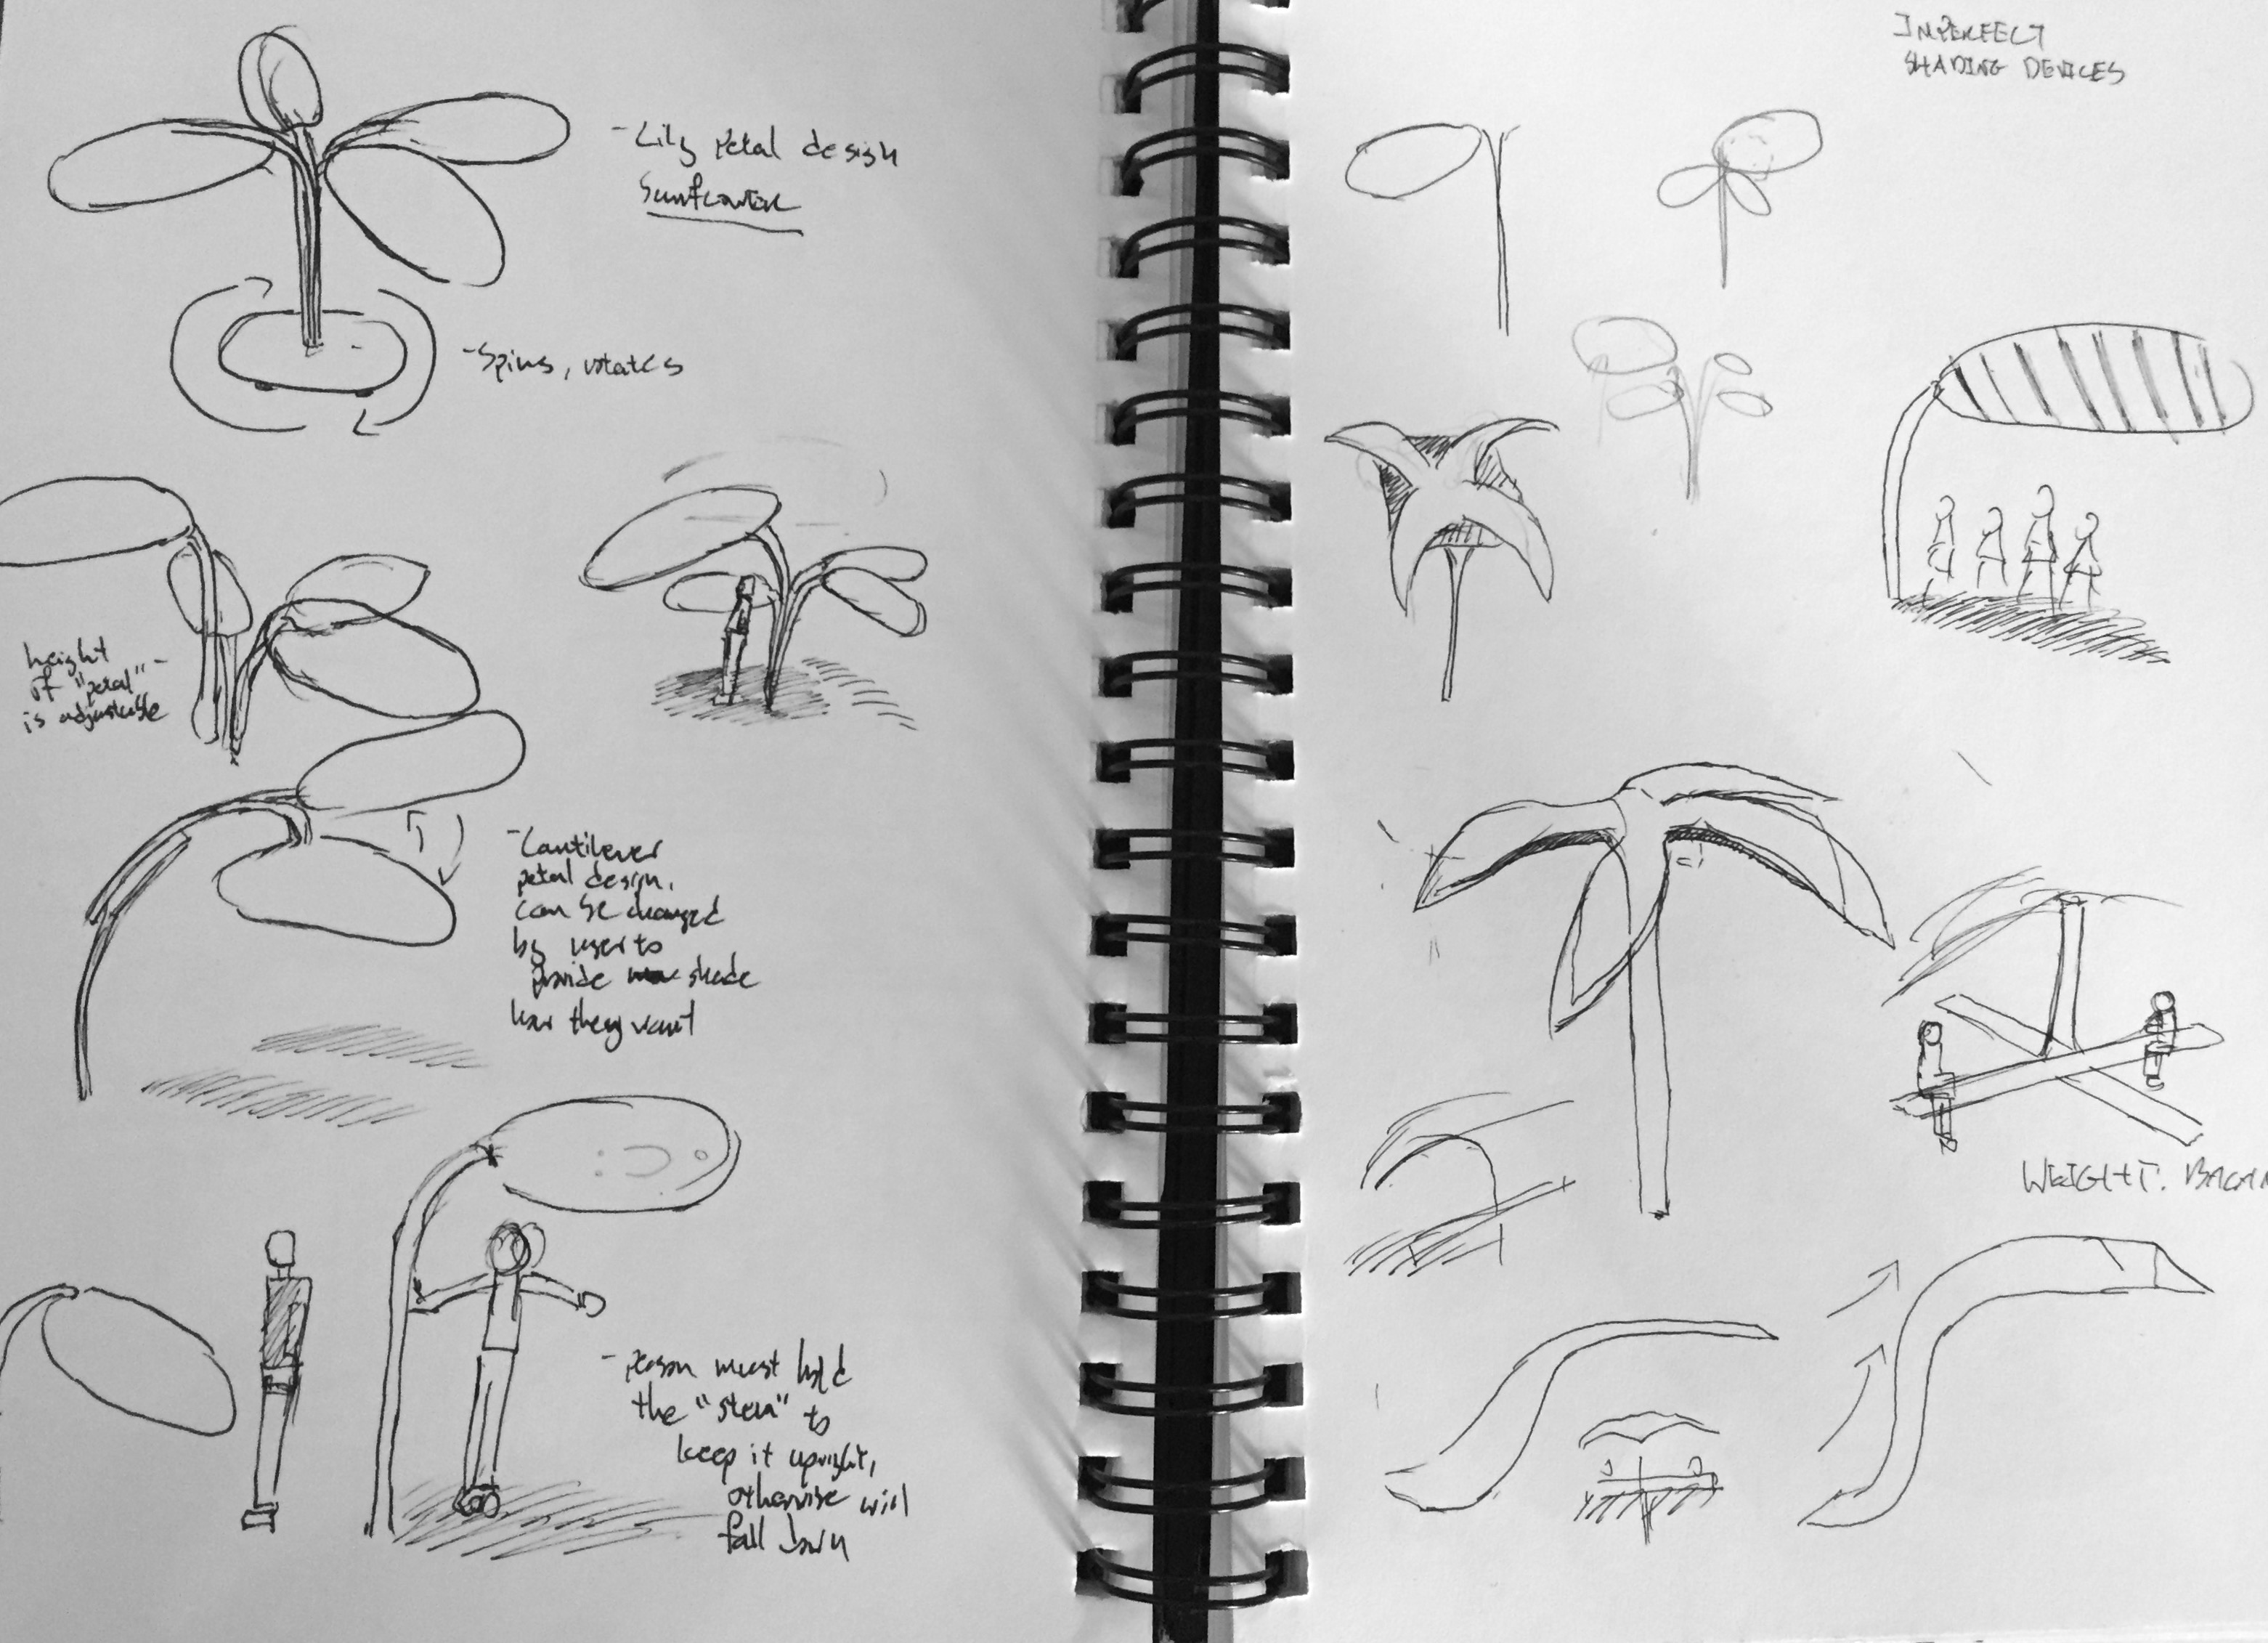 - Lily Petal design
Sunflower
- Spins, rotates
height
of "petal" -
is adjustable
- Cantilever
petal design,
can be changed
by user to
provide shade
how they want
- person must hold
the "stem" to
keep it upright,
otherwise will
fall down
IMPERFECT
SHADING DEVICES
WEIGHT. BALAN